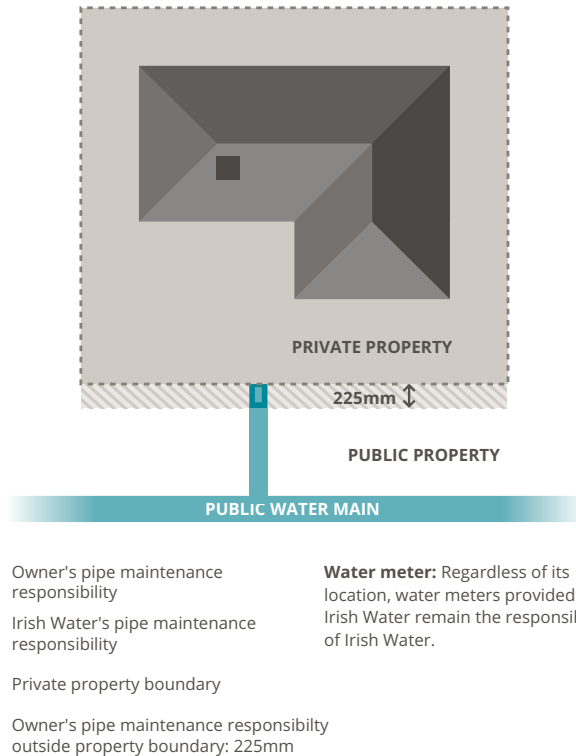 PRIVATE PROPERTY
225mm
PUBLIC PROPERTY
PUBLIC WATER MAIN
Owner's pipe maintenance
responsibility
Irish Water's pipe maintenance
responsibility
Private property boundary
Owner's pipe maintenance responsibilty
outside property boundary: 225mm
Water meter: Regardless of its
location, water meters provided
Irish Water remain the
of Irish Water.